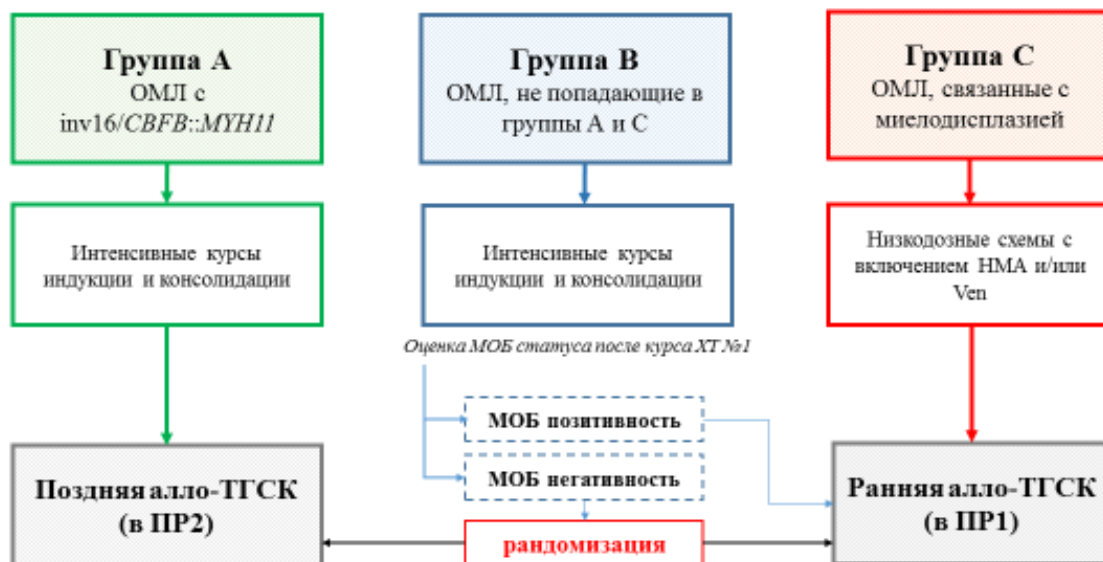 Группа А
ОМЛ с
inv16/CBFB::MYH11
Группа В
ОМЛ, не попадающие в
группы А и С
Группа С
ОМЛ, связанные с
миелодисплазией
Интенсивные курсы
индукции и консолидации
Интенсивные курсы
индукции и консолидации
Низкодозные схемы с
включением НМА и/или
Ven
Оценка МОБ статуса после курса ХТ №1
МОБ позитивность
МОБ негативность
Поздняя алло-ТГСК
(в ПР2)
рандомизация
Ранняя алло-ТГСК
(в ПР1)